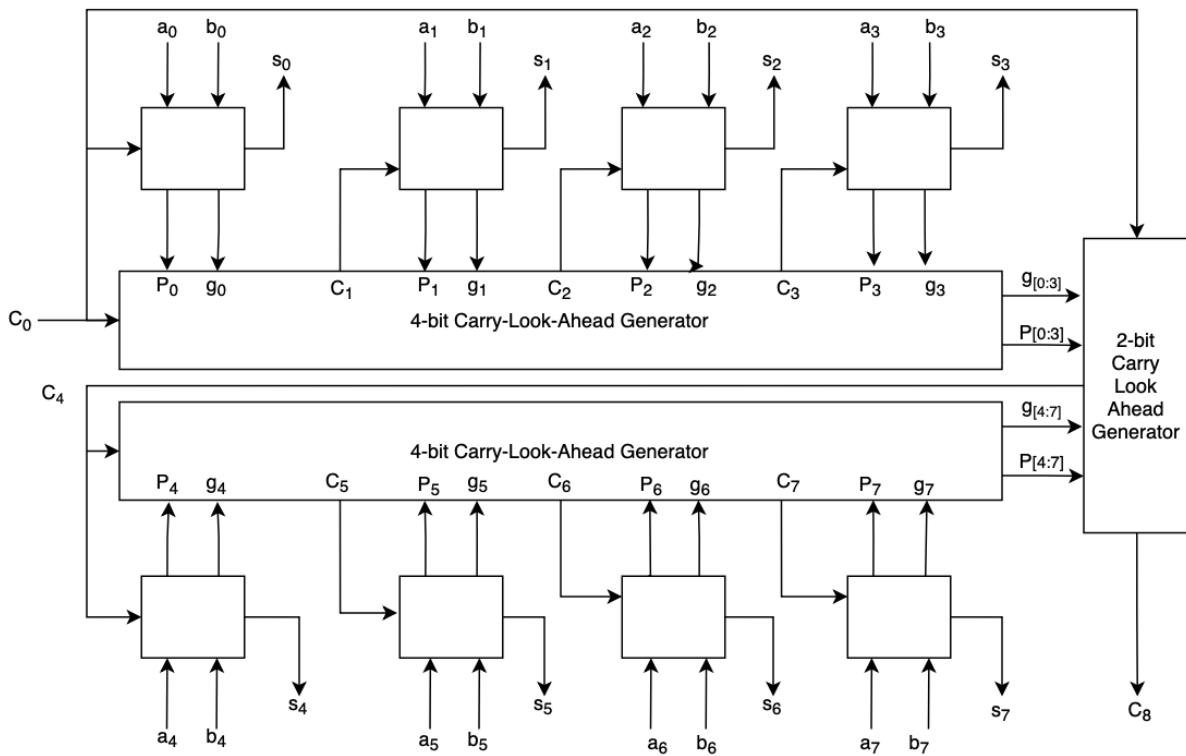 a0 b0 a1 b1 a2 b2 a3 b3
s0 s1 s2 s3
P0 g0 C1 P1 g1 C2 P2 g2 C3 P3 g3
g[0:3]
C0
4-bit Carry-Look-Ahead Generator
P[0:3]
2-bit
Carry
Look
Ahead
Generator
C4
g[4:7]
4-bit Carry-Look-Ahead Generator
P[4:7]
P4 g4 C5 P5 g5 C6 P6 g6 C7 P7 g7
s4 s5 s6 s7 C8
a4 b4 a5 b5 a6 b6 a7 b7